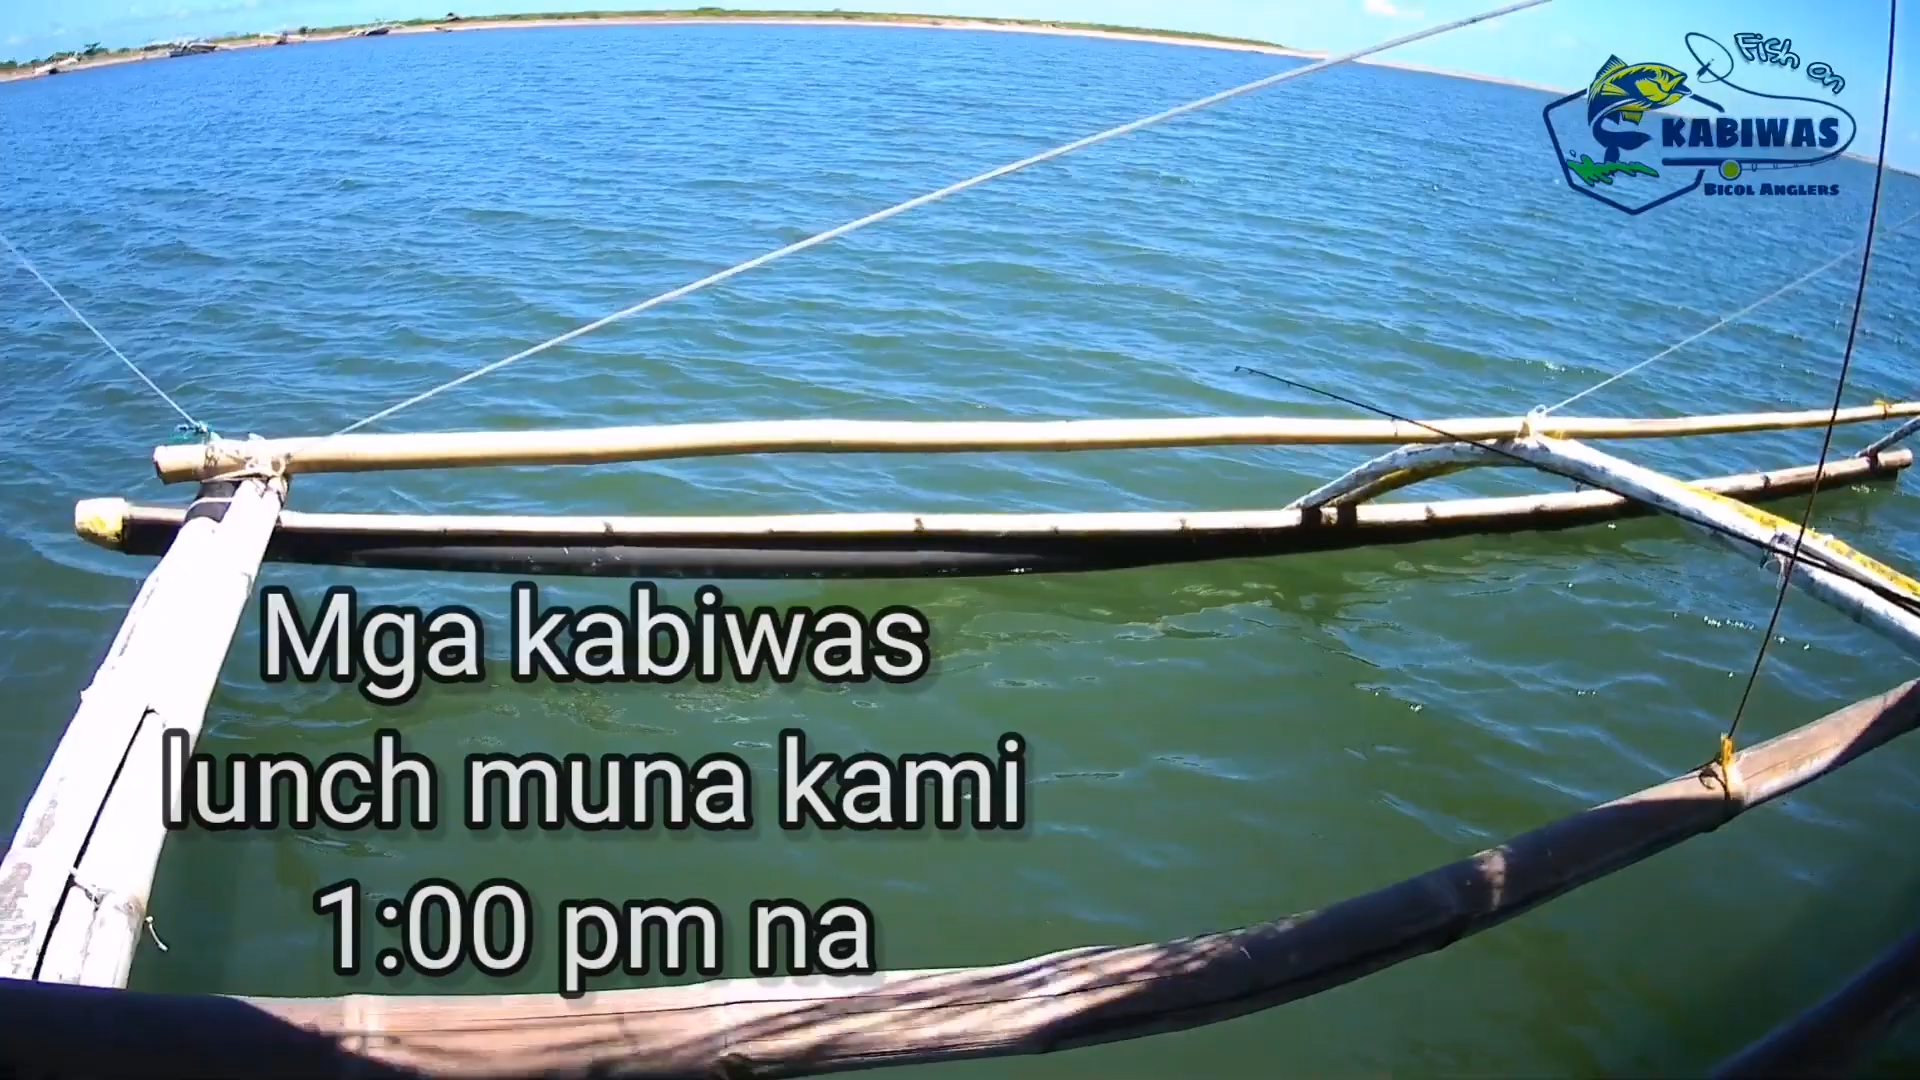 Fish on
KABIWAS
BICOL ANGLERS
Mga kabiwas
lunch muna kami
1:00 pm na